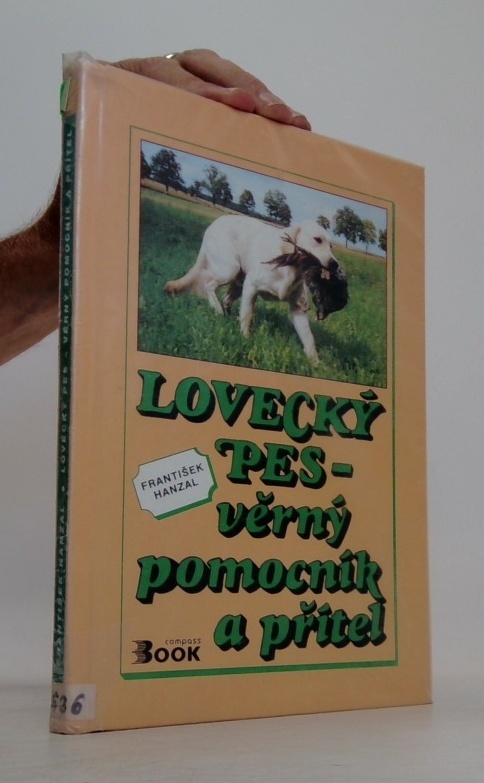 LOVECKÝ
PES-
věrný
pomocník
a přítel
FRANTIŠEK
HANZAL
compass
BOOK
FRANTIŠEK HANZAL • LOVECKÝ PES - VĚRNÝ POMOCNÍK A PŘÍTEL